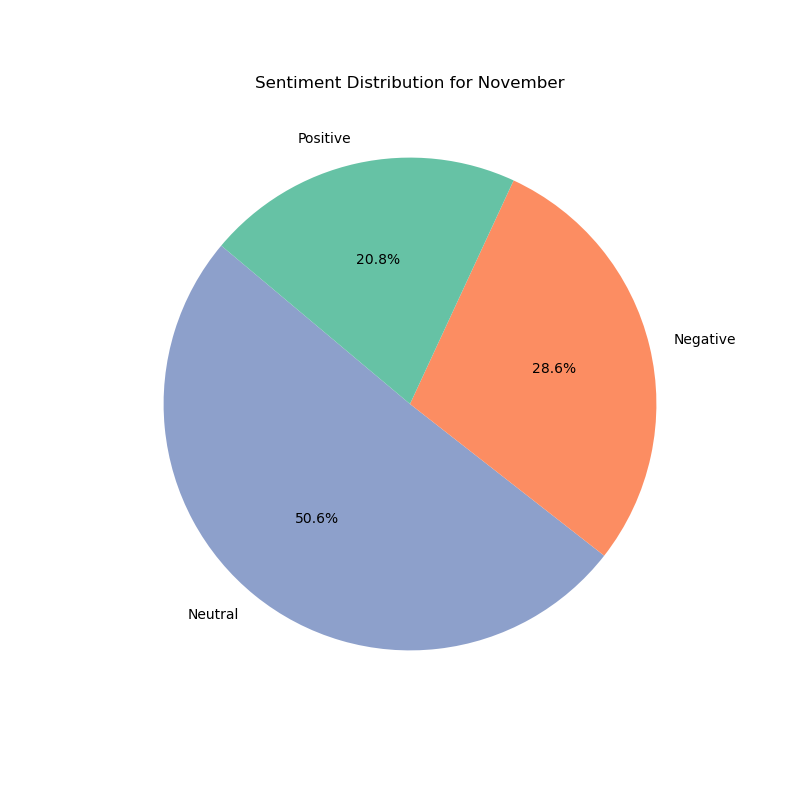 Sentiment Distribution for November
Positive
20.8%
Negative
28.6%
50.6%
Neutral